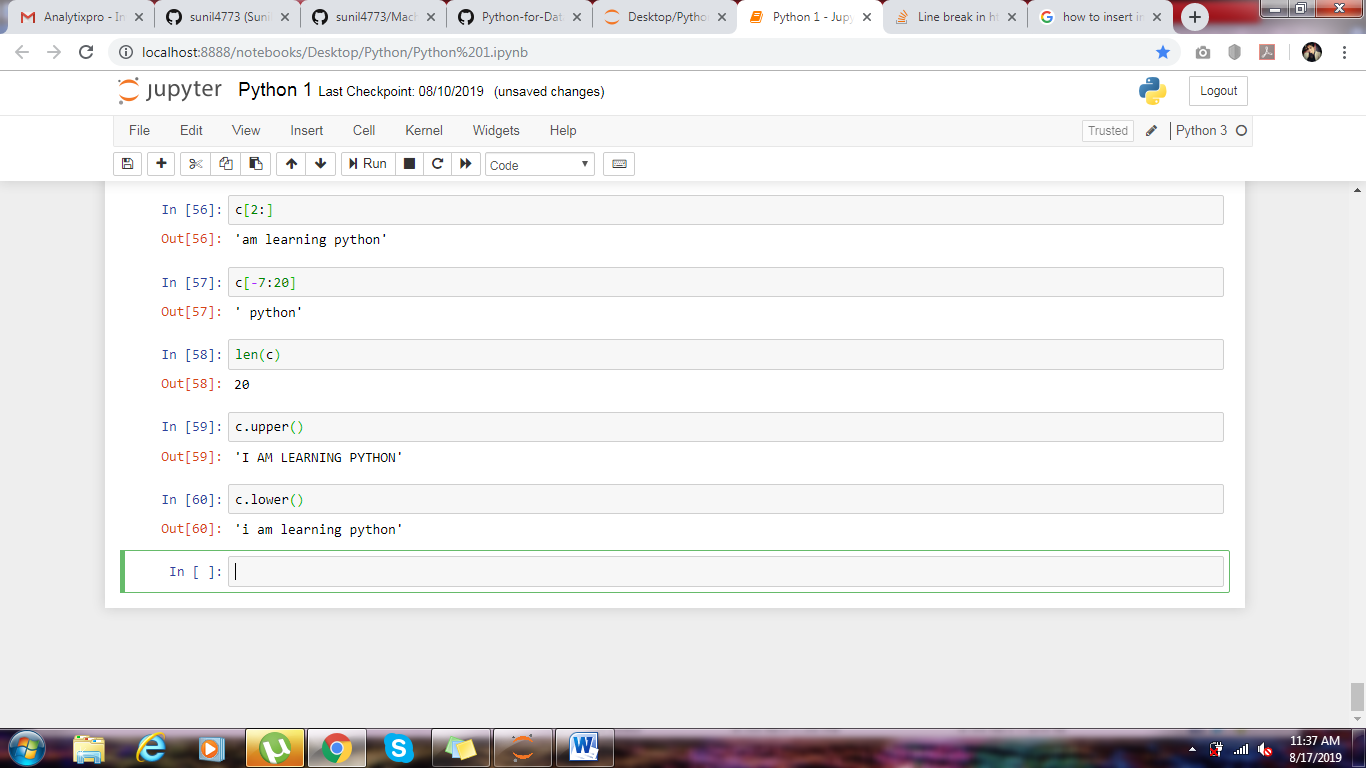 Analytixpro - In
sunil4773 (Suni
sunil4773/Mach
Python-for-Dat
Desktop/Pytho
Python 1 - Jupy
Line break in ht
how to insert in
localhost:8888/notebooks/Desktop/Python/Python%201.ipynb
jupyter Python 1 Last Checkpoint: 08/10/2019 (unsaved changes)
Logout
File Edit View Insert Cell Kernel Widgets Help
Trusted Python 3
Run Code
In [56]: c[2:]
Out[56]: 'am learning python'
In [57]: c[-7:20]
Out[57]: ' python'
In [58]: len(c)
Out[58]: 20
In [59]: c.upper()
Out[59]: 'I AM LEARNING PYTHON'
In [60]: c.lower()
Out[60]: 'i am learning python'
In [ ]:
11:37 AM
8/17/2019